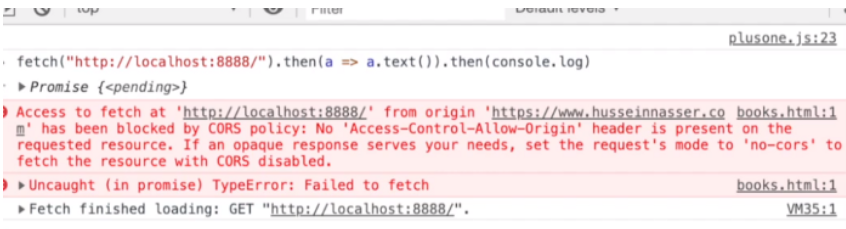 top
Filter
Default levels
plusone.js:23
fetch("http://localhost:8888/").then(a => a.text()).then(console.log)
Promise {<pending>}
Access to fetch at 'http://localhost:8888/' from origin 'https://www.husseinnasser.co books.html:1
m' has been blocked by CORS policy: No 'Access-Control-Allow-Origin' header is present on the
requested resource. If an opaque response serves your needs, set the request's mode to 'no-cors' to
fetch the resource with CORS disabled.
Uncaught (in promise) TypeError: Failed to fetch books.html:1
Fetch finished loading: GET "http://localhost:8888/". VM35:1